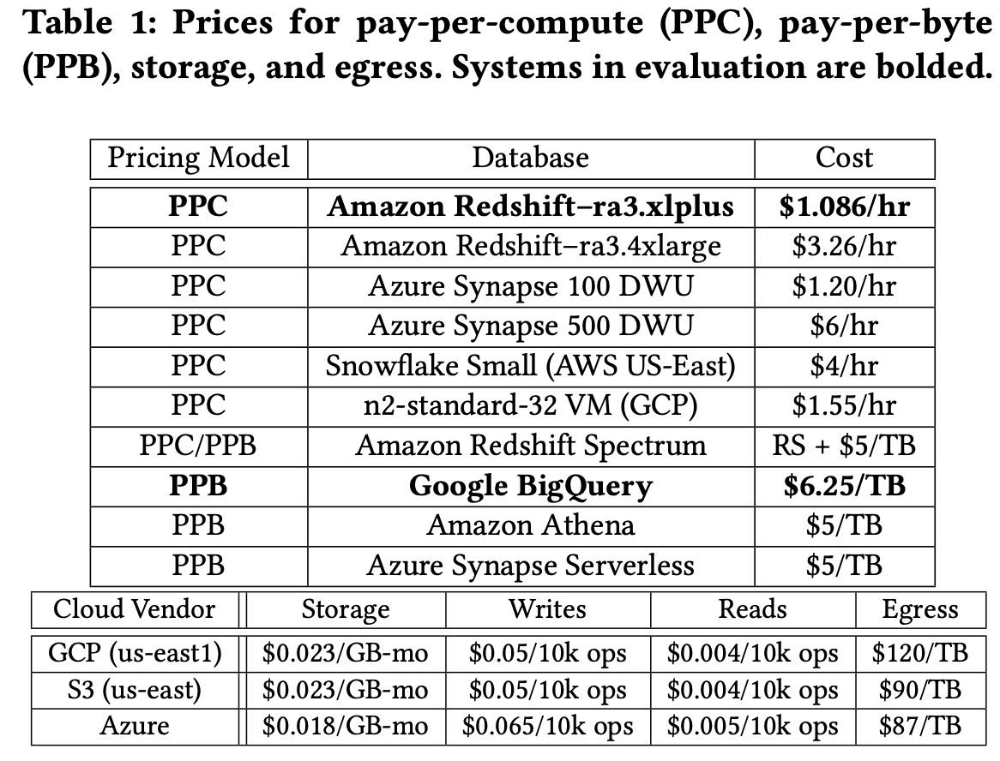 Table 1: Prices for pay-per-compute (PPC), pay-per-byte
(PPB), storage, and egress. Systems in evaluation are bolded.
Pricing Model Database Cost
PPC Amazon Redshift–ra3.xlplus $1.086/hr
PPC Amazon Redshift–ra3.4xlarge $3.26/hr
PPC Azure Synapse 100 DWU $1.20/hr
PPC Azure Synapse 500 DWU $6/hr
PPC Snowflake Small (AWS US-East) $4/hr
PPC n2-standard-32 VM (GCP) $1.55/hr
PPC/PPB Amazon Redshift Spectrum RS + $5/TB
PPB Google BigQuery $6.25/TB
PPB Amazon Athena $5/TB
PPB Azure Synapse Serverless $5/TB
Cloud Vendor Storage Writes Reads Egress
GCP (us-east1) $0.023/GB-mo $0.05/10k ops $0.004/10k ops $120/TB
S3 (us-east) $0.023/GB-mo $0.05/10k ops $0.004/10k ops $90/TB
Azure $0.018/GB-mo $0.065/10k ops $0.005/10k ops $87/TB